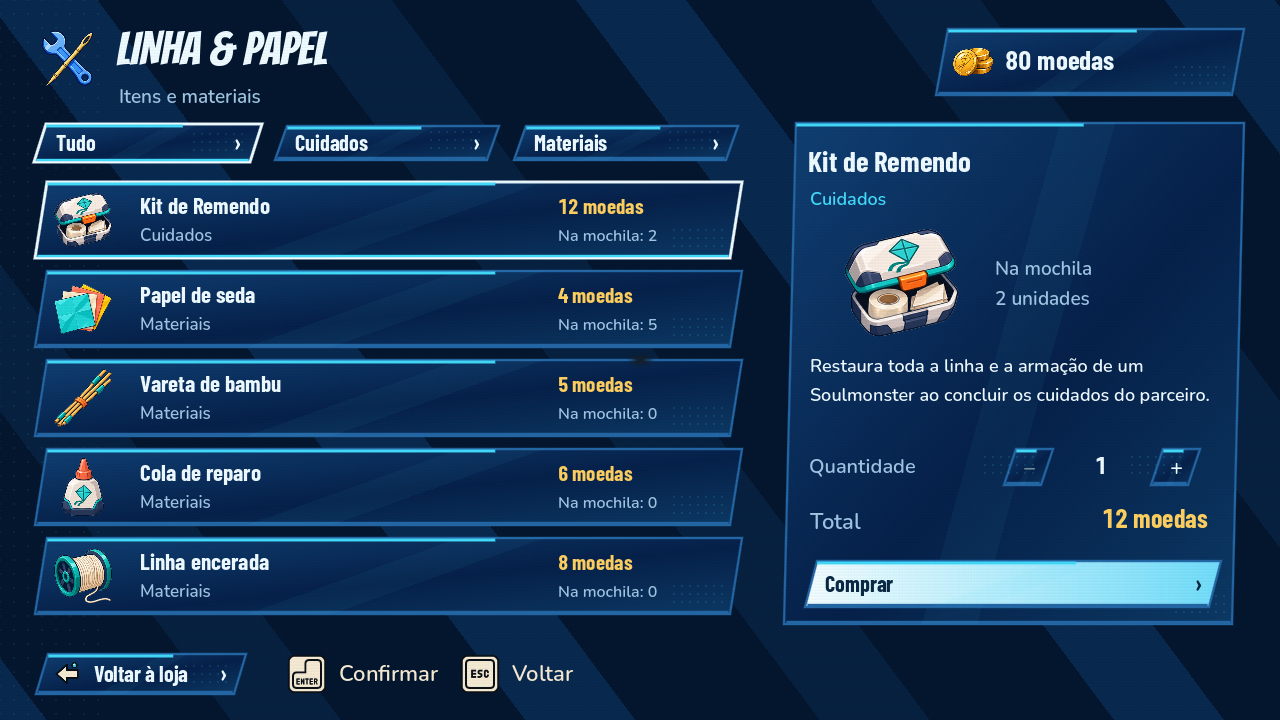 LINHA & PAPEL
Itens e materiais
80 moedas
Tudo ›
Cuidados ›
Materiais ›
Kit de Remendo
Cuidados
12 moedas
Na mochila: 2
Papel de seda
Materiais
4 moedas
Na mochila: 5
Vareta de bambu
Materiais
5 moedas
Na mochila: 0
Cola de reparo
Materiais
6 moedas
Na mochila: 0
Linha encerada
Materiais
8 moedas
Na mochila: 0
Kit de Remendo
Cuidados
Na mochila
2 unidades
Restaura toda a linha e a armação de um
Soulmonster ao concluir os cuidados do parceiro.
Quantidade – 1 +
Total 12 moedas
Comprar ›
Voltar à loja ›
ENTER Confirmar
ESC Voltar